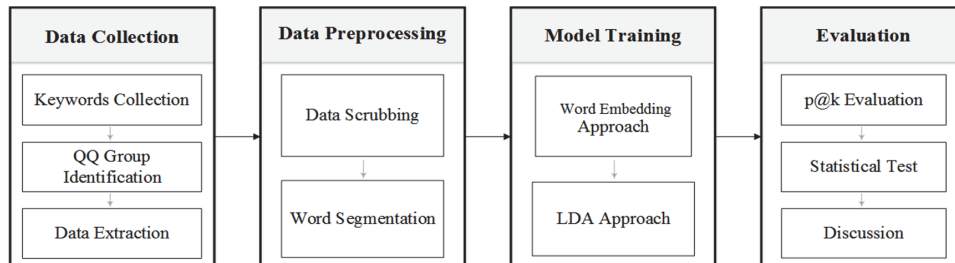 Data Collection
Keywords Collection
QQ Group
Identification
Data Extraction
Data Preprocessing
Data Scrubbing
Word Segmentation
Model Training
Word Embedding
Approach
LDA Approach
Evaluation
p@k Evaluation
Statistical Test
Discussion